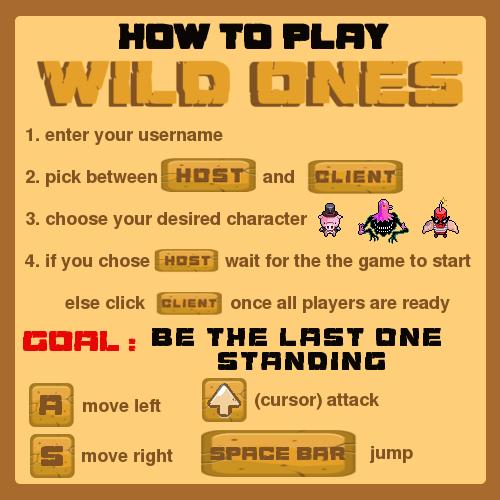 HOW TO PLAY
WILD ONES
1. enter your username
2. pick between HOST and CLIENT
3. choose your desired character
4. if you chose HOST wait for the the game to start
else click CLIENT once all players are ready
GOAL: BE THE LAST ONE
STANDING
A move left (cursor) attack
S move right SPACE BAR jump